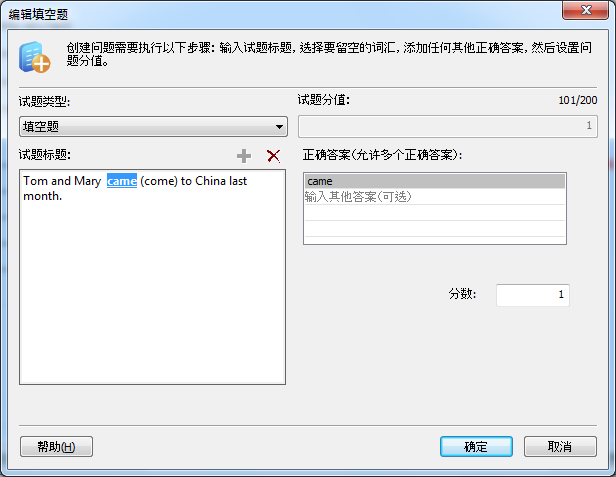 编辑填空题
创建问题需要执行以下步骤: 输入试题标题, 选择要留空的词汇, 添加任何其他正确答案, 然后设置问
题分值。
试题类型:
试题分值:
101/200
填空题
1
试题标题:
正确答案(允许多个正确答案):
Tom and Mary came (come) to China last
month.
came
输入其他答案(可选)
分数:
1
帮助(H)
确定
取消